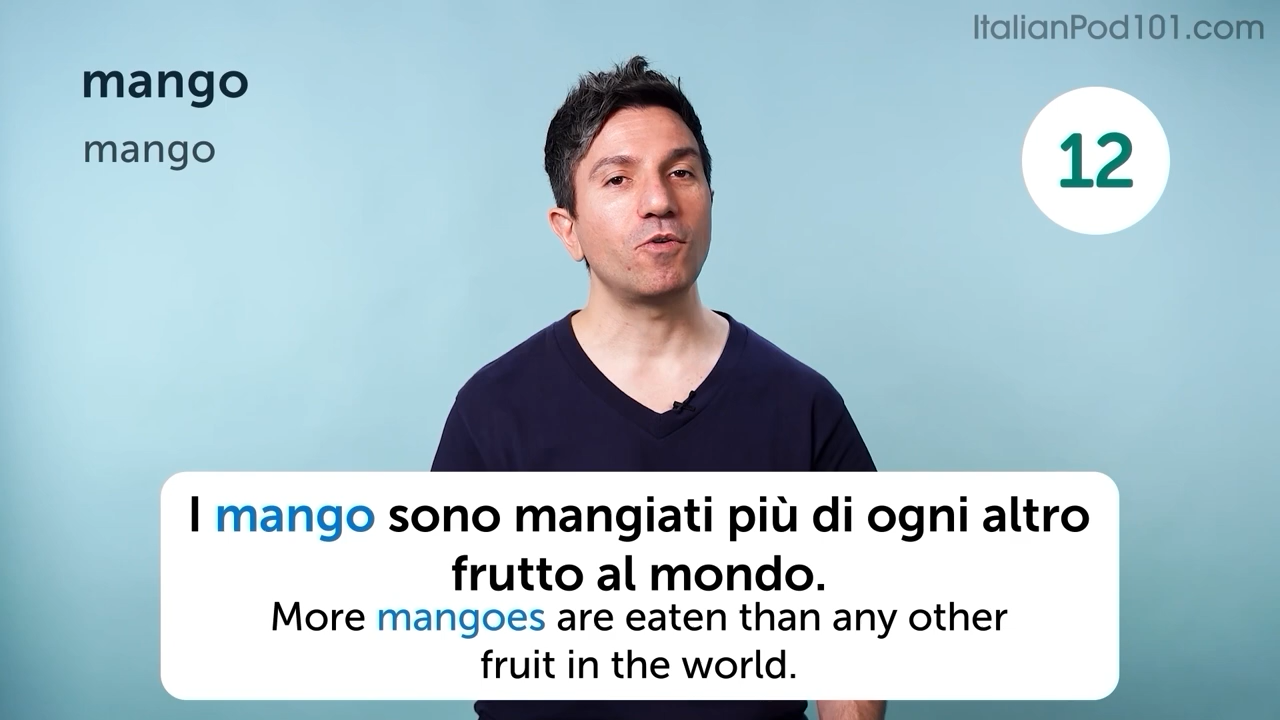 ItalianPod101.com
mango
mango
12
I mango sono mangiati più di ogni altro
frutto al mondo.
More mangoes are eaten than any other
fruit in the world.